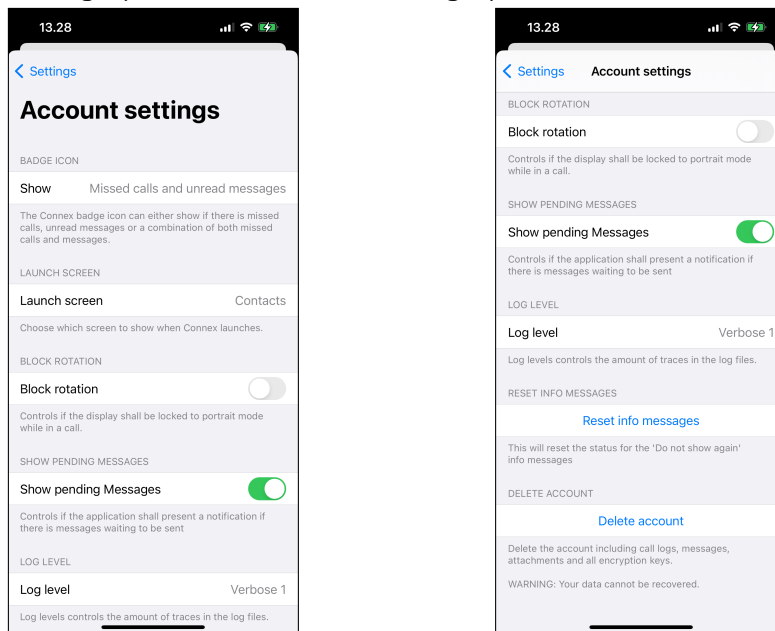 13.28
Settings
Account settings
BADGE ICON
Show Missed calls and unread messages
The Connex badge icon can either show if there is missed
calls, unread messages or a combination of both missed
calls and messages.
LAUNCH SCREEN
Launch screen Contacts
Choose which screen to show when Connex launches.
BLOCK ROTATION
Block rotation
Controls if the display shall be locked to portrait mode
while in a call.
SHOW PENDING MESSAGES
Show pending Messages
Controls if the application shall present a notification if
there is messages waiting to be sent
LOG LEVEL
Log level Verbose 1
Log levels controls the amount of traces in the log files.
13.28
Settings Account settings
BLOCK ROTATION
Block rotation
Controls if the display shall be locked to portrait mode
while in a call.
SHOW PENDING MESSAGES
Show pending Messages
Controls if the application shall present a notification if
there is messages waiting to be sent
LOG LEVEL
Log level Verbose 1
Log levels controls the amount of traces in the log files.
RESET INFO MESSAGES
Reset info messages
This will reset the status for the 'Do not show again'
info messages
DELETE ACCOUNT
Delete account
Delete the account including call logs, messages,
attachments and all encryption keys.
WARNING: Your data cannot be recovered.